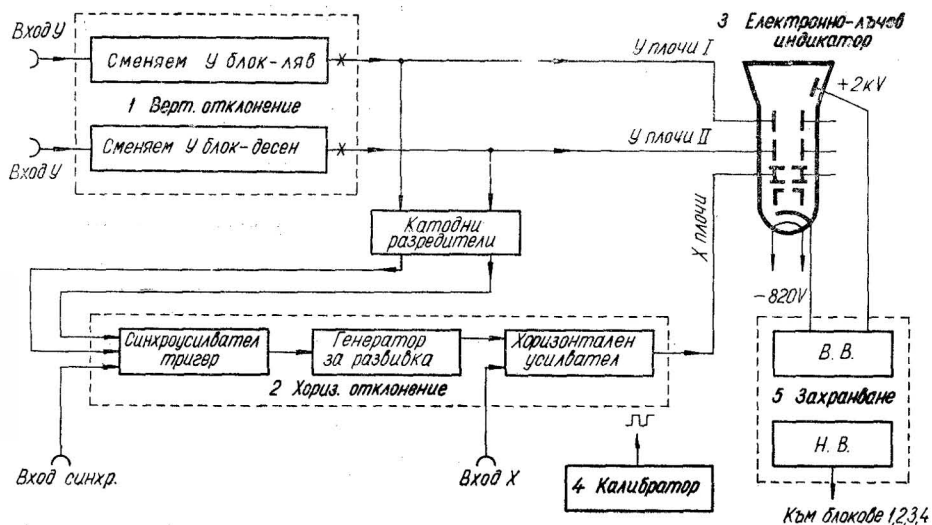 Вход У
Сменяем У блок-ляв
1 Верт. отклонение
Сменяем У блок-десен
Вход У
У плочи I
У плочи II
3 Електронно-лъчев
индикатор
+2кV
Х плочи
-820V
Катодни
разредители
Синхроусилвател
тригер
Генератор
за развивка
Хоризонтален
усилвател
2 Хориз. отклонение
Вход синхр.
Вход Х
4 Калибратор
В. В.
5 Захранване
Н. В.
Към блокове 1,2,3,4